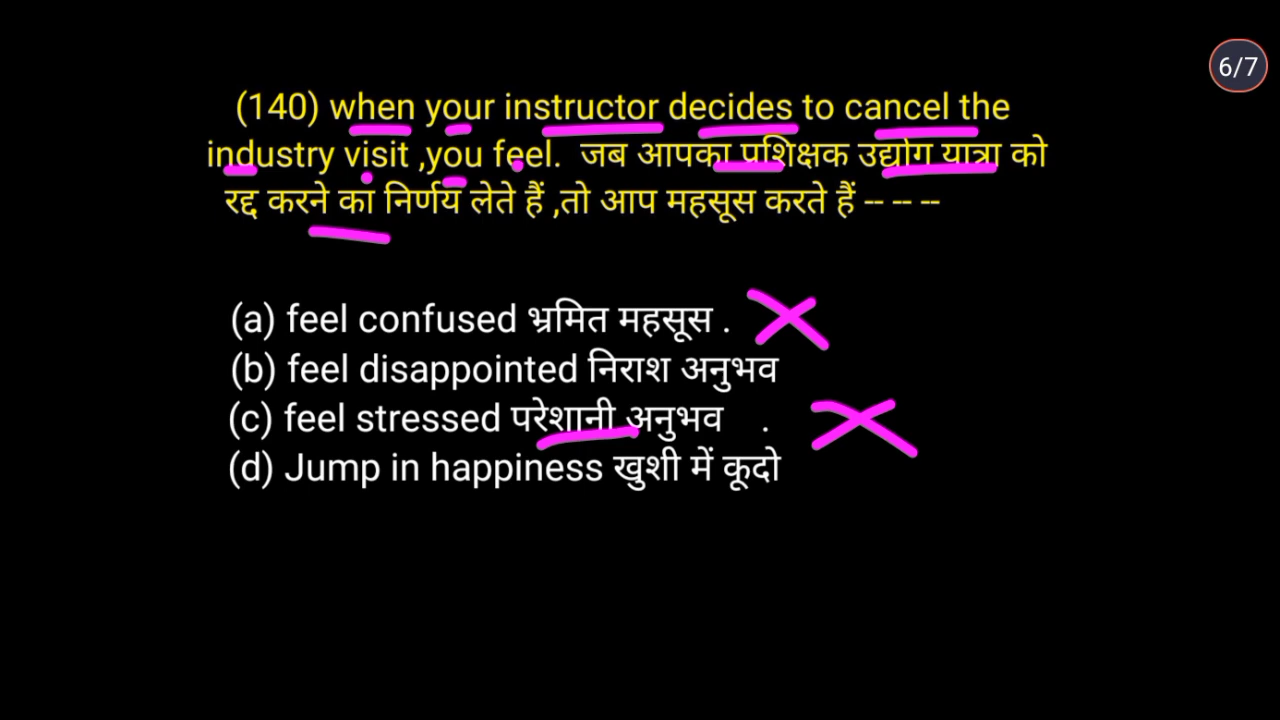 6/7
(140) when your instructor decides to cancel the
industry visit ,you feel. जब आपका प्रशिक्षक उद्योग यात्रा को
रद्द करने का निर्णय लेते हैं ,तो आप महसूस करते हैं -- -- --
(a) feel confused भ्रमित महसूस .
(b) feel disappointed निराश अनुभव
(c) feel stressed परेशानी अनुभव .
(d) Jump in happiness खुशी में कूदो